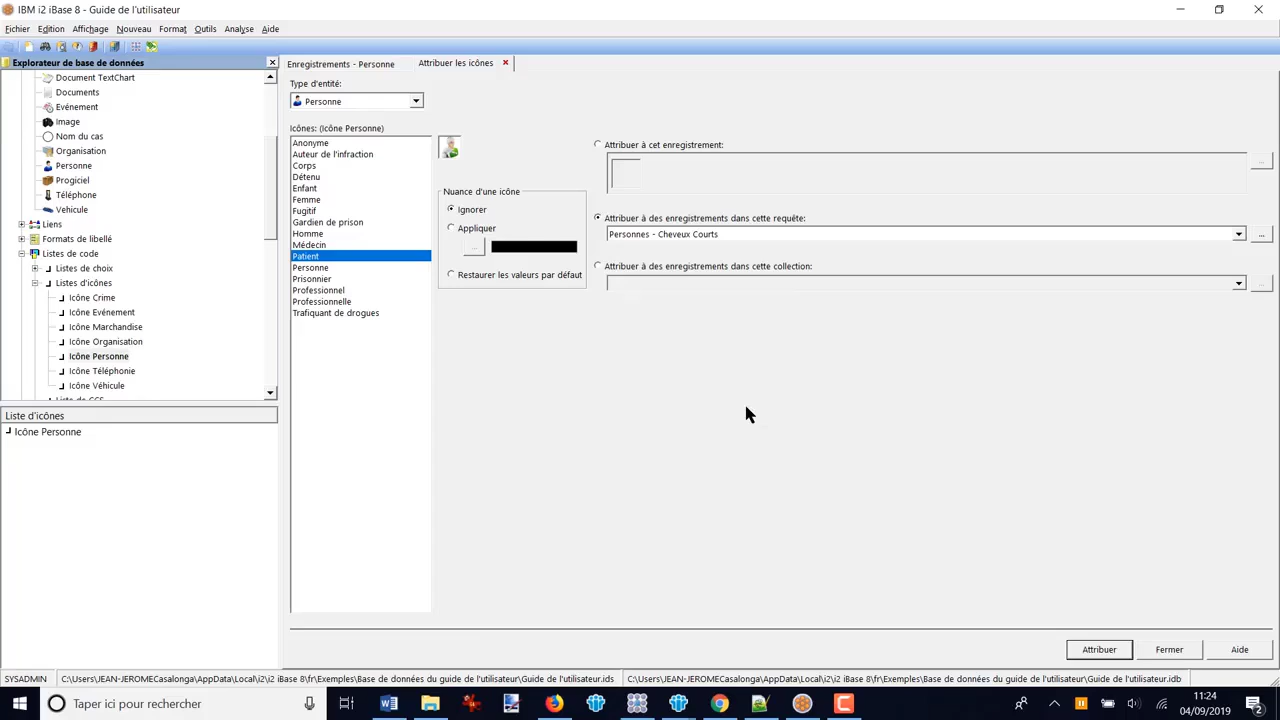 IBM i2 iBase 8 - Guide de l'utilisateur
Fichier Edition Affichage Nouveau Format Outils Analyse Aide
Explorateur de base de données
Document TextChart
Documents
Evénement
Image
Nom du cas
Organisation
Personne
Progiciel
Téléphone
Vehicule
Liens
Formats de libellé
Listes de code
Listes de choix
Listes d'icônes
Icône Crime
Icône Evénement
Icône Marchandise
Icône Organisation
Icône Personne
Icône Téléphonie
Icône Véhicule
Liste d'icônes
Icône Personne
Enregistrements - Personne
Attribuer les icônes
Type d'entité:
Personne
Icônes: (Icône Personne)
Anonyme
Auteur de l'infraction
Corps
Détenu
Enfant
Femme
Fugitif
Gardien de prison
Homme
Médecin
Patient
Personne
Prisonnier
Professionnel
Professionnelle
Trafiquant de drogues
Nuance d'une icône
Ignorer
Appliquer
...
Restaurer les valeurs par défaut
Attribuer à cet enregistrement:
...
Attribuer à des enregistrements dans cette requête:
Personnes - Cheveux Courts
...
Attribuer à des enregistrements dans cette collection:
...
Attribuer Fermer Aide
SYSADMIN C:\Users\JEAN-JEROMECasalonga\AppData\Local\i2\i2 iBase 8\fr\Exemples\Base de données du guide de l'utilisateur\Guide de l'utilisateur.ids C:\Users\JEAN-JEROMECasalonga\AppData\Local\i2\i2 iBase 8\fr\Exemples\Base de données du guide de l'utilisateur\Guide de l'utilisateur.idb
Taper ici pour rechercher
11:24
04/09/2019
2